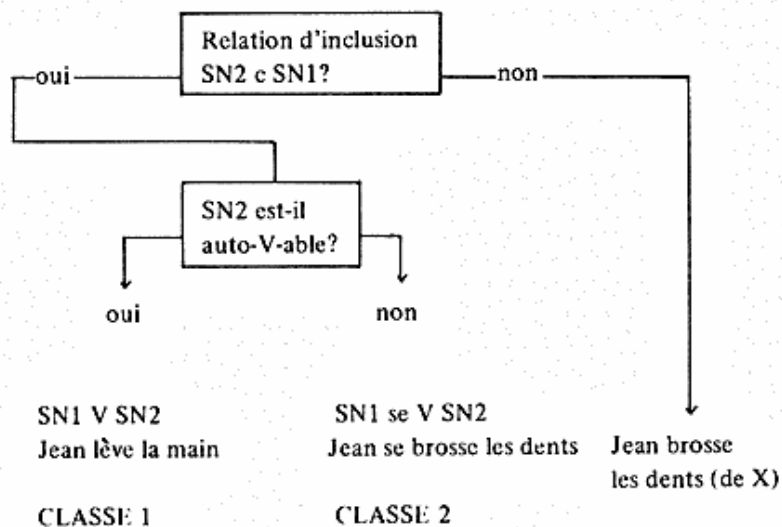 Relation d'inclusion
SN2 c SN1?
oui
non
SN2 est-il
auto-V-able?
oui
non
SN1 V SN2
Jean lève la main
CLASSE 1
SN1 se V SN2
Jean se brosse les dents
CLASSE 2
Jean brosse
les dents (de X)